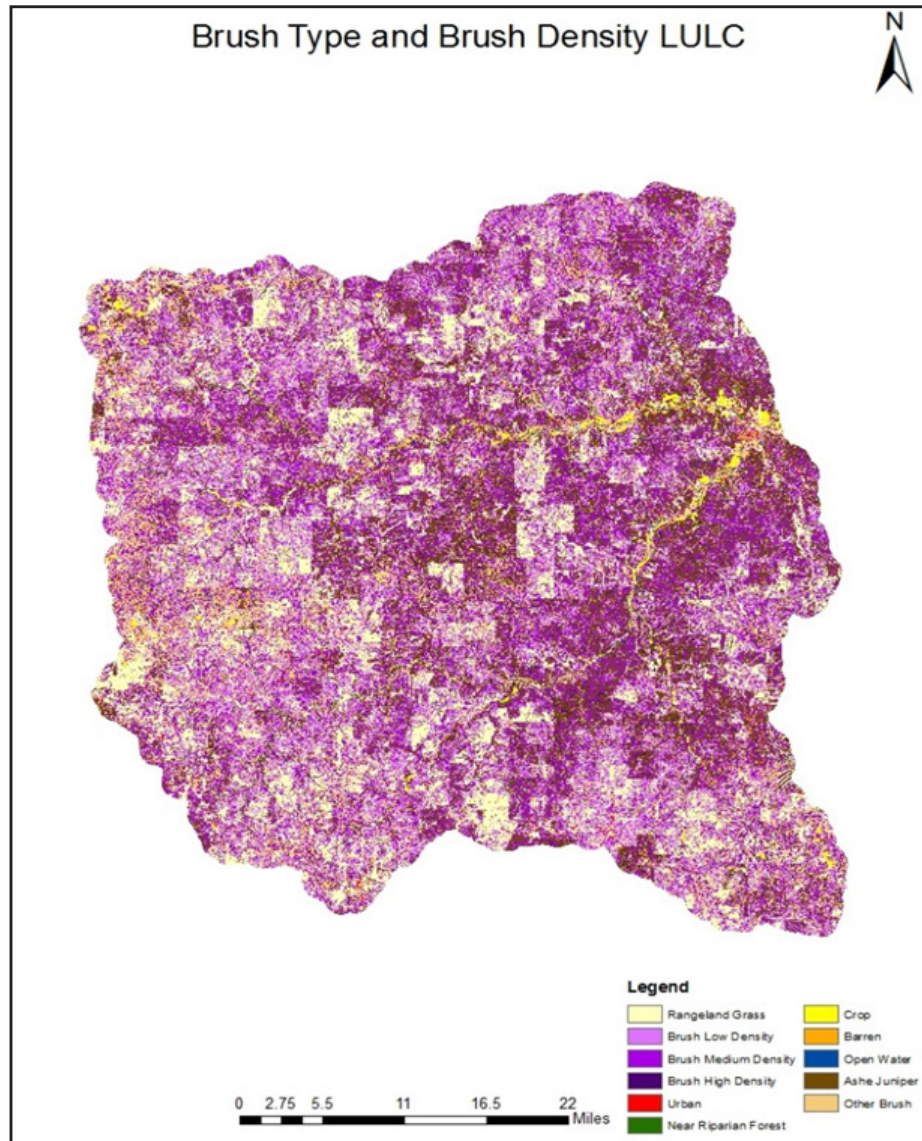 Brush Type and Brush Density LULC
N
Legend
Rangeland Grass
Brush Low Density
Brush Medium Density
Brush High Density
Urban
Near Riparian Forest
Crop
Barren
Open Water
Ashe Juniper
Other Brush
0 2.75 5.5 11 16.5 22
Miles